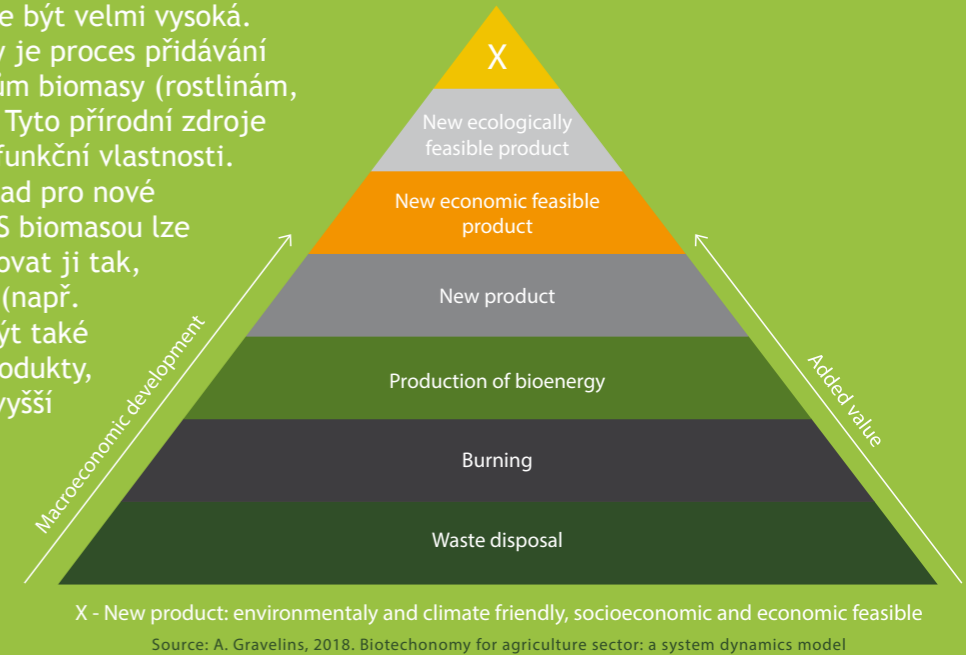 e být velmi vysoká.
y je proces přidávání
ům biomasy (rostlinám,
Tyto přírodní zdroje
funkční vlastnosti.
ad pro nové
S biomasou lze
ovat ji tak,
(např.
ýt také
rodukty,
vyšší
X
New ecologically
feasible product
New economic feasible
product
New product
Production of bioenergy
Burning
Waste disposal
Macroeconomic development
Added value
X - New product: environmentaly and climate friendly, socioeconomic and economic feasible
Source: A. Gravelins, 2018. Biotechonomy for agriculture sector: a system dynamics model